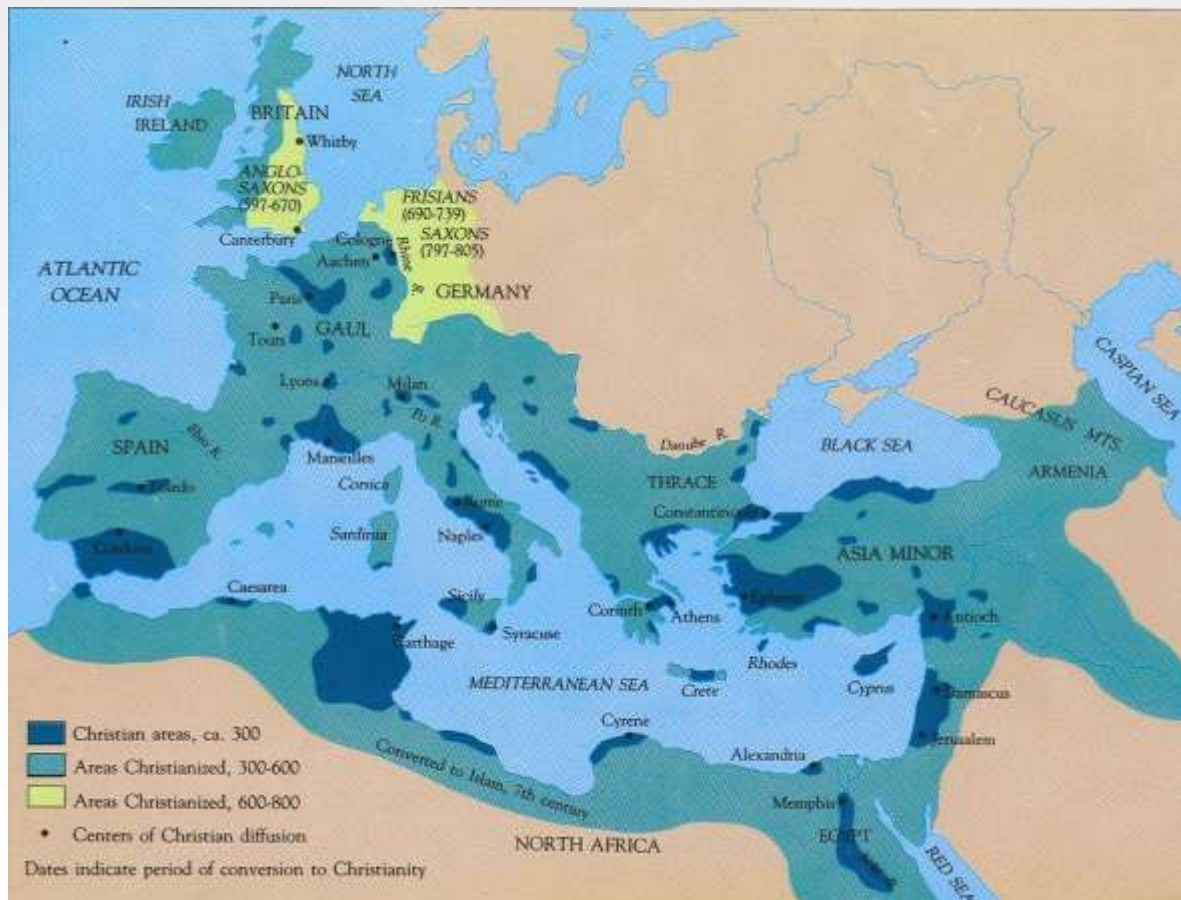 NORTH
SEA
IRISH
IRELAND
BRITAIN
Whitby
ANGLO-
SAXONS
(597-670)
FRISIANS
(690-739)
SAXONS
(797-805)
Canterbury
Cologne
Aachen
Rhine R.
GERMANY
ATLANTIC
OCEAN
Paris
GAUL
Tours
Lyons
Milan
Po R.
CASPIAN SEA
CAUCASUS MTS.
ARMENIA
BLACK SEA
Danube R.
THRACE
Constantinople
SPAIN
Ebro R.
Marseilles
Corsica
Toledo
Rome
Sardinia
Naples
ASIA MINOR
Cordova
Caesarea
Sicily
Corinth
Athens
Ephesus
Antioch
Carthage
Syracuse
Rhodes
MEDITERRANEAN SEA
Crete
Cyprus
Damascus
Cyrene
Jerusalem
Alexandria
Converted to Islam, 7th century
Memphis
EGYPT
NORTH AFRICA
RED SEA
Christian areas, ca. 300
Areas Christianized, 300-600
Areas Christianized, 600-800
Centers of Christian diffusion
Dates indicate period of conversion to Christianity